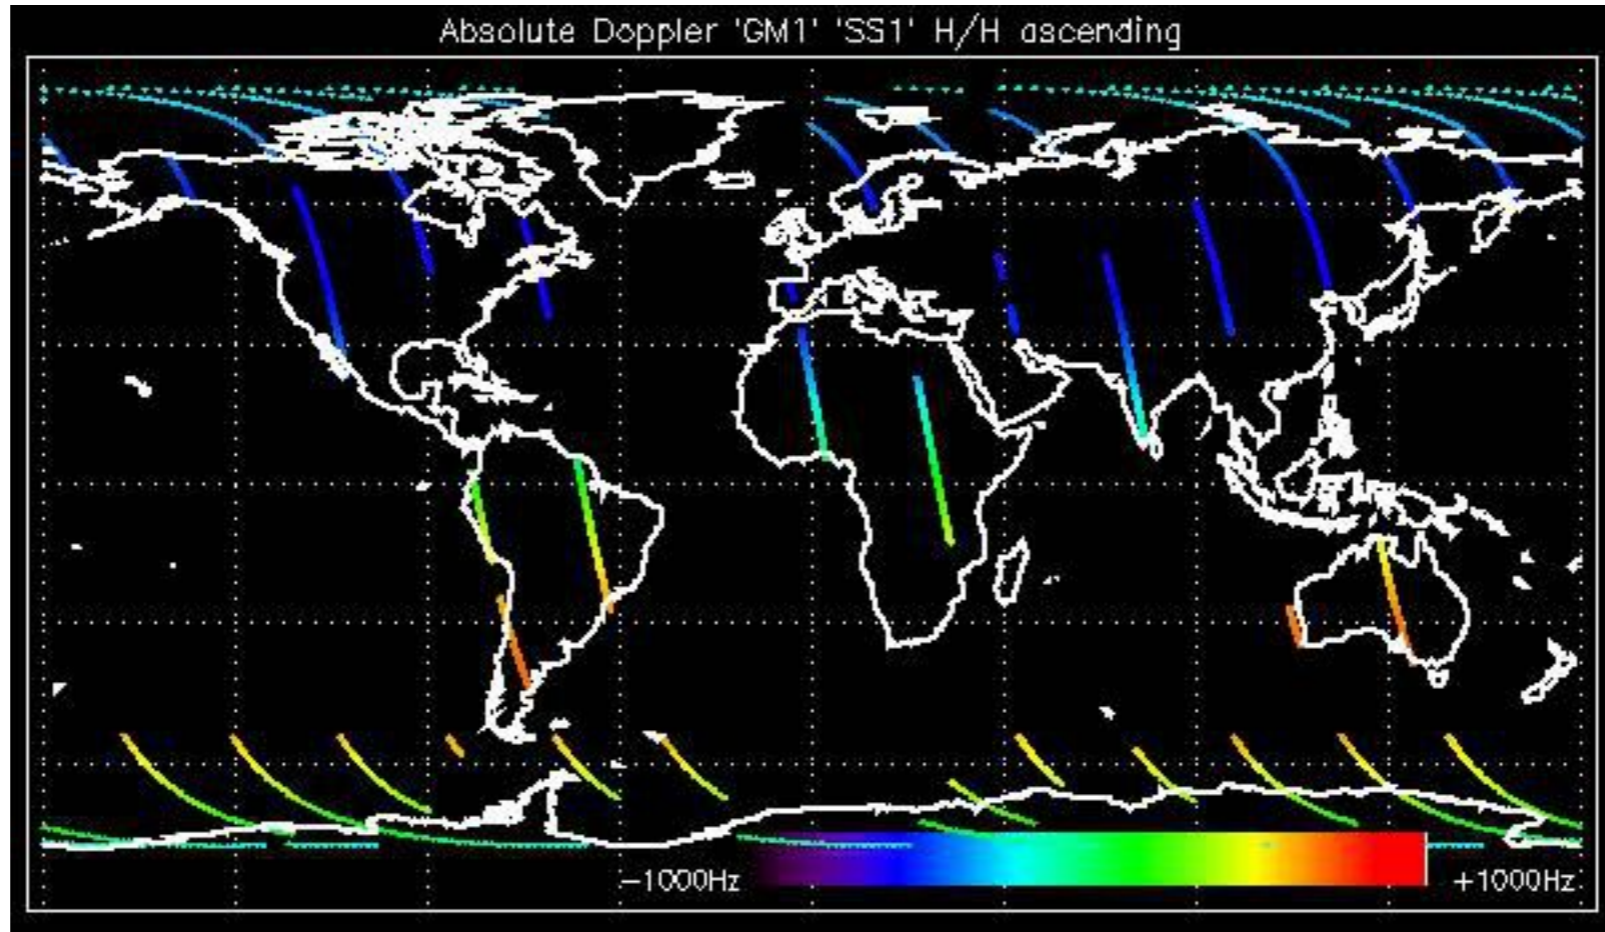 Absolute Doppler 'GM1' 'SS1' H/H ascending
−1000Hz
+1000Hz